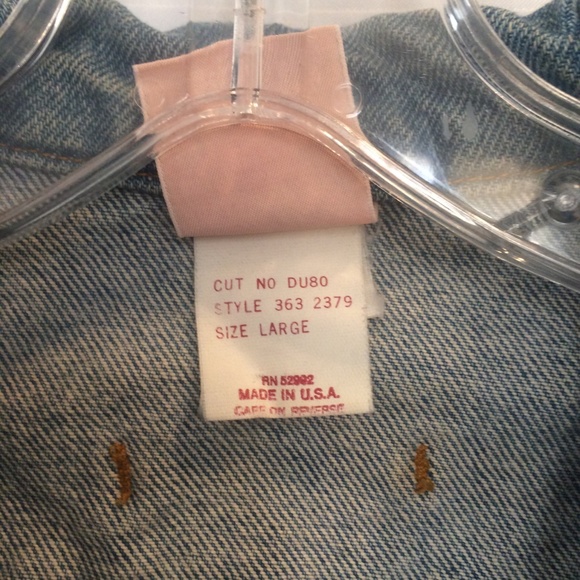 CUT NO DU80
STYLE 363 2379
SIZE LARGE
RN 52992
MADE IN U.S.A.
CARE ON REVERSE